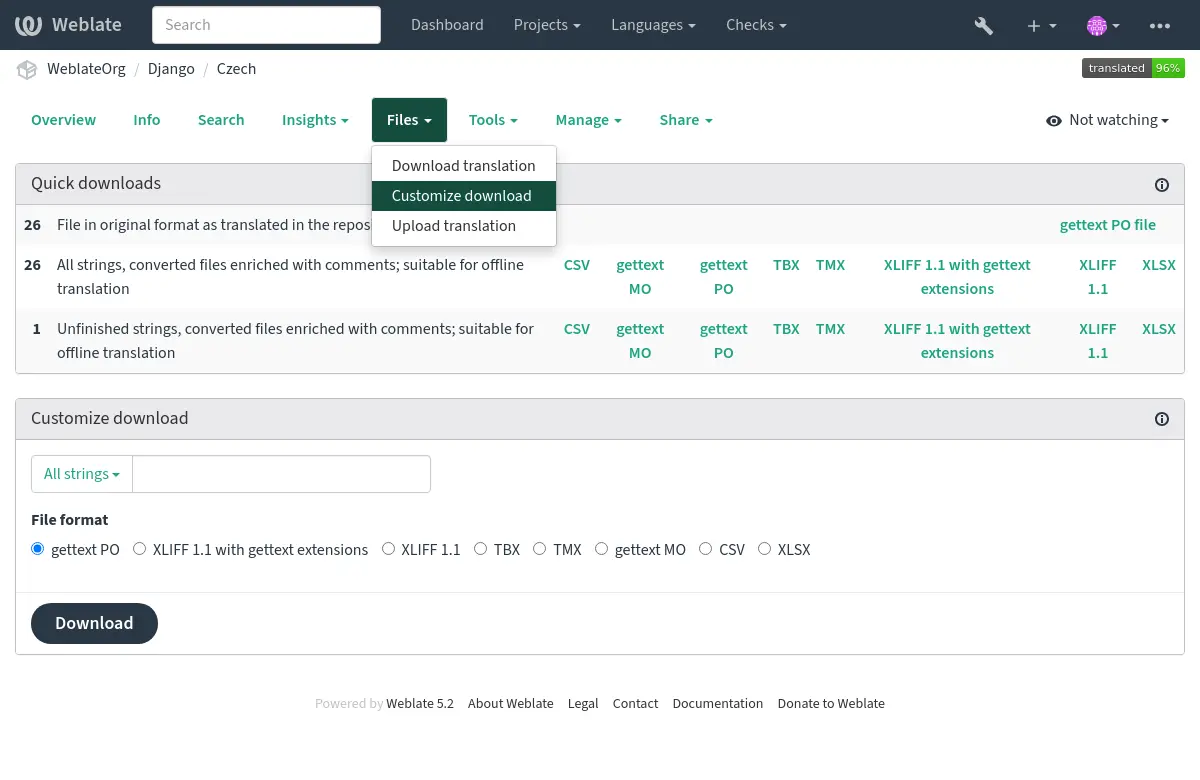 Weblate Search Dashboard Projects Languages Checks
WeblateOrg / Django / Czech translated 96%
Overview Info Search Insights Files Tools Manage Share Not watching
Download translation
Customize download
Upload translation
Quick downloads
26 File in original format as translated in the repos gettext PO file
26 All strings, converted files enriched with comments; suitable for offline CSV gettext gettext TBX TMX XLIFF 1.1 with gettext XLIFF XLSX
translation MO PO extensions 1.1
1 Unfinished strings, converted files enriched with comments; suitable for CSV gettext gettext TBX TMX XLIFF 1.1 with gettext XLIFF XLSX
offline translation MO PO extensions 1.1
Customize download
All strings
File format
gettext PO XLIFF 1.1 with gettext extensions XLIFF 1.1 TBX TMX gettext MO CSV XLSX
Download
Powered by Weblate 5.2 About Weblate Legal Contact Documentation Donate to Weblate